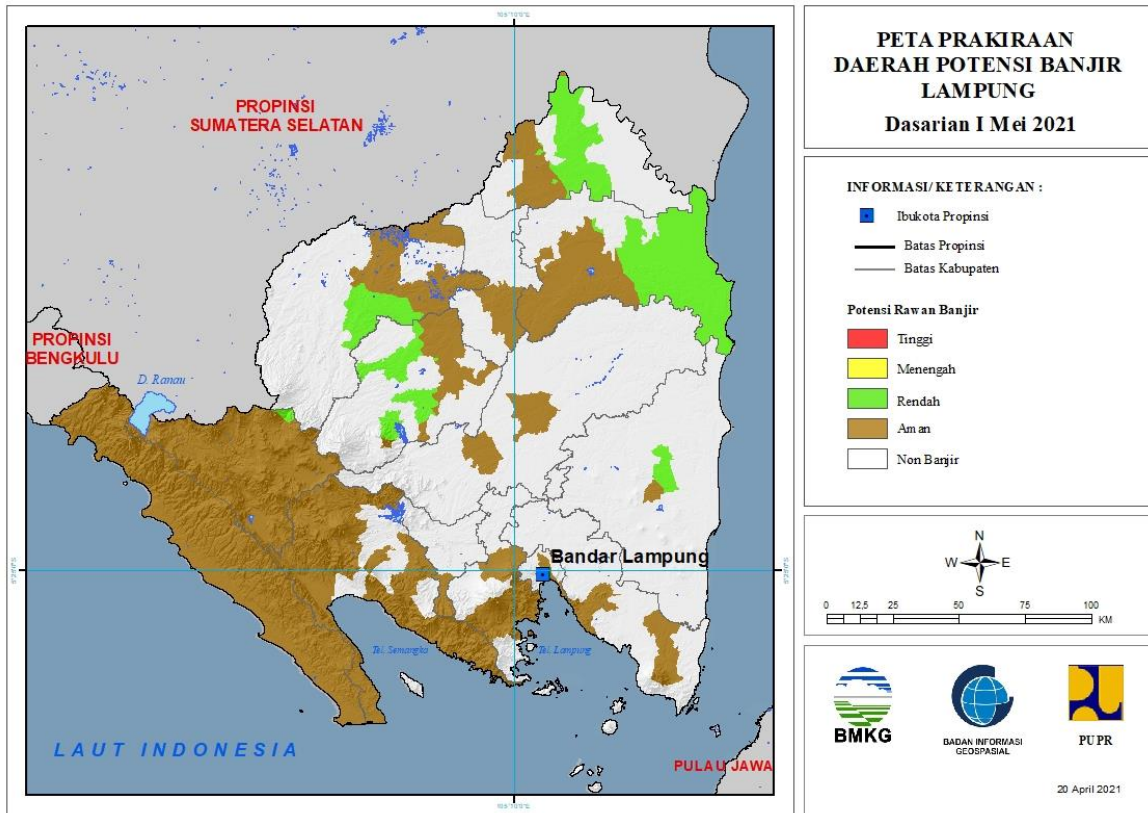 PROPINSI
SUMATERA SELATAN
PROPINSI
BENGKULU
D. Ranau
Bandar Lampung
Tel. Semangka
Tel. Lampung
LAUT INDONESIA
PULAU JAWA
PETA PRAKIRAAN
DAERAH POTENSI BANJIR
LAMPUNG
Dasarian I Mei 2021
INFORMASI/ KETERANGAN :
Ibukota Propinsi
Batas Propinsi
Batas Kabupaten
Potensi Rawan Banjir
Tinggi
Menengah
Rendah
Aman
Non Banjir
N
W E
S
0 12,5 25 50 75 100
KM
BMKG
BADAN INFORMASI
GEOSPASIAL
PUPR
20 April 2021